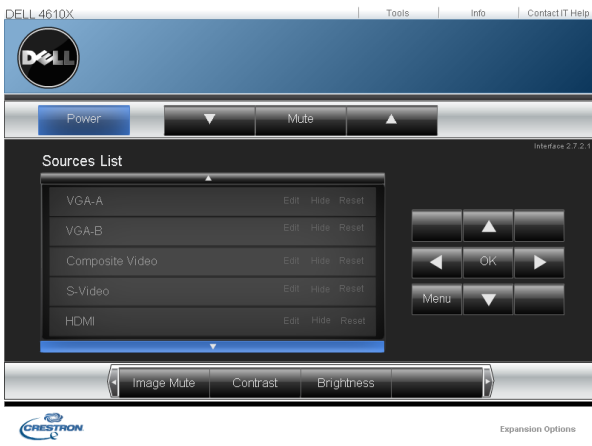 DELL 4610X Tools Info Contact IT Help
DELL
Power Mute
Interface 2.7.2.1
Sources List
VGA-A Edit Hide Reset
VGA-B Edit Hide Reset
Composite Video Edit Hide Reset
S-Video Edit Hide Reset
HDMI Edit Hide Reset
OK
Menu
Image Mute Contrast Brightness
CRESTRON Expansion Options